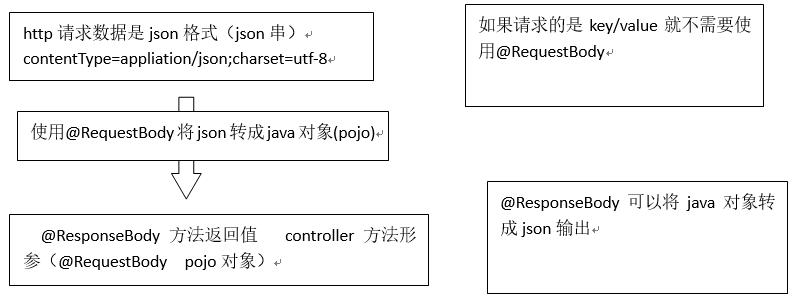 http 请求数据是 json 格式（json 串）
contentType=appliation/json;charset=utf-8
如果请求的是 key/value 就不需要使
用@RequestBody
使用@RequestBody 将 json 转成 java 对象(pojo)
@ResponseBody 方法返回值 controller 方法形
参（@RequestBody pojo 对象）
@ResponseBody 可以将 java 对象转
成 json 输出